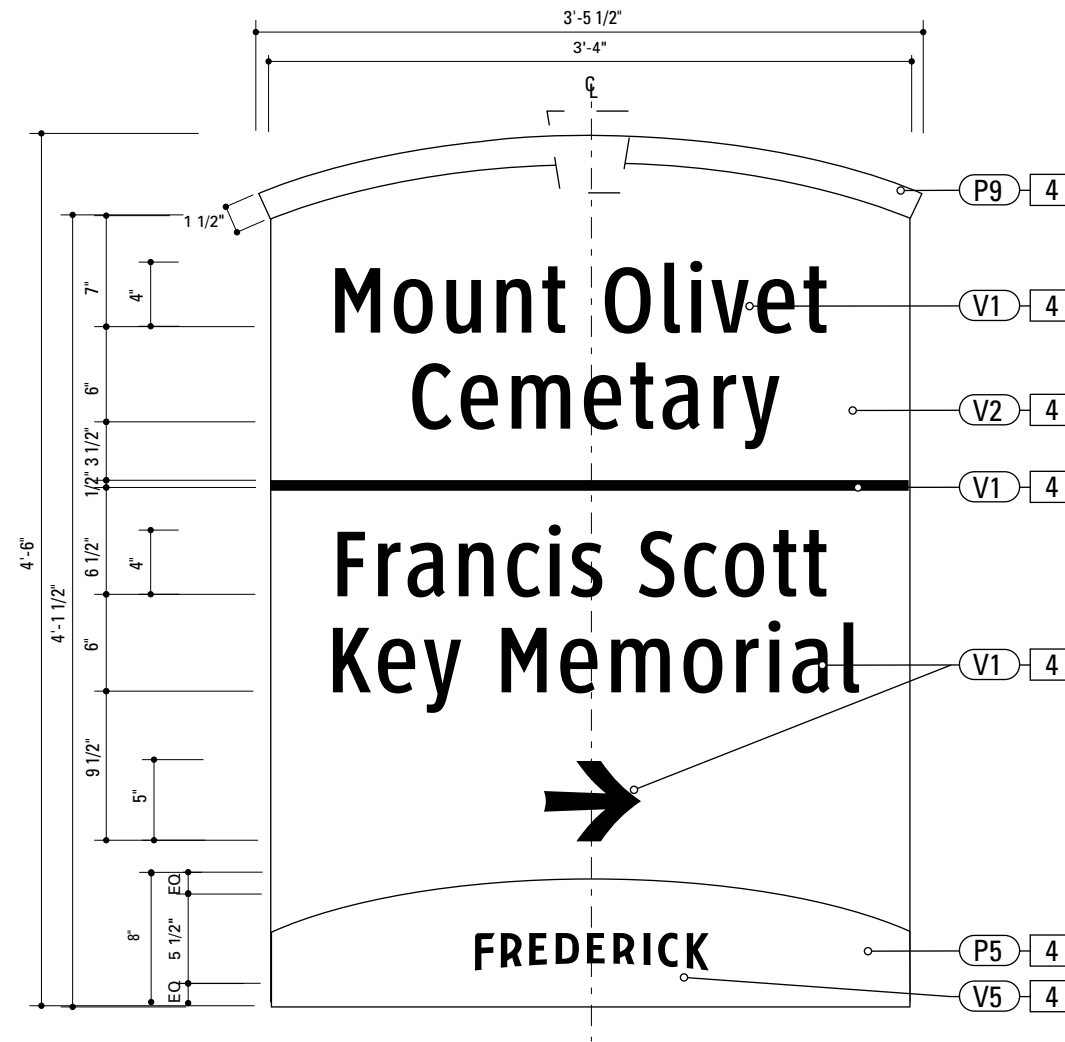 3'-5 1/2"
3'-4"
℄
1 1/2"
P9 4
7"
4"
Mount Olivet
V1 4
6"
Cemetary
V2 4
3 1/2"
1/2"
V1 4
4'-6"
4'-1 1/2"
6 1/2"
4"
Francis Scott
6"
Key Memorial
V1 4
9 1/2"
5"
EQ
8"
5 1/2"
FREDERICK
P5 4
EQ
V5 4